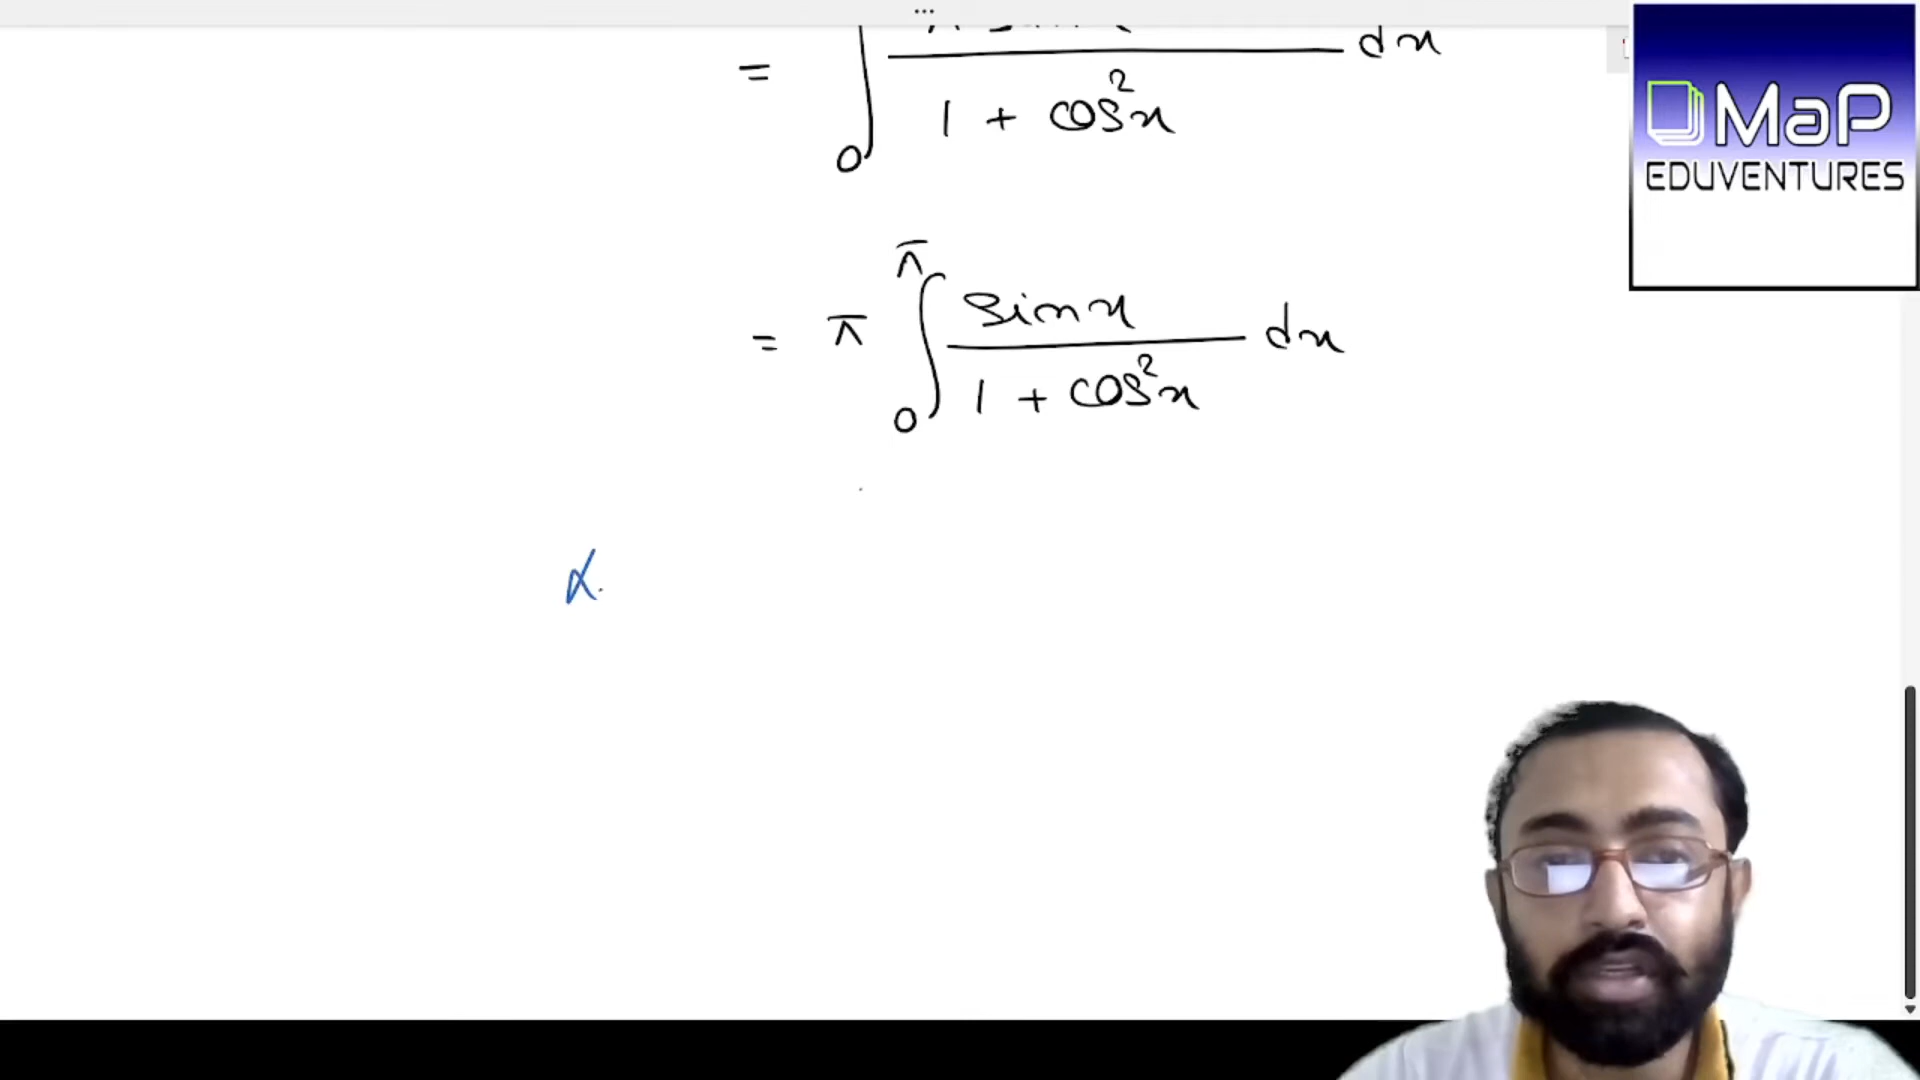 ...
= ∫₀ dx
1 + cos²x
= π ∫₀^π sin x / 1 + cos²x dx
α.
MaP
EDUVENTURES